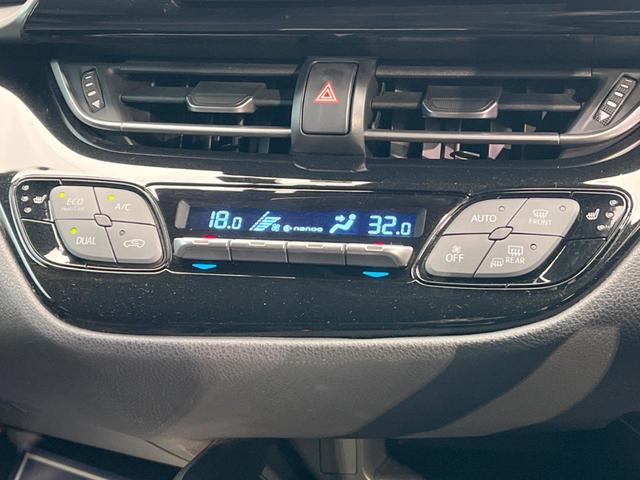 ECO
A/C
DUAL
18.0 nanoe 32.0
AUTO
FRONT
OFF
REAR